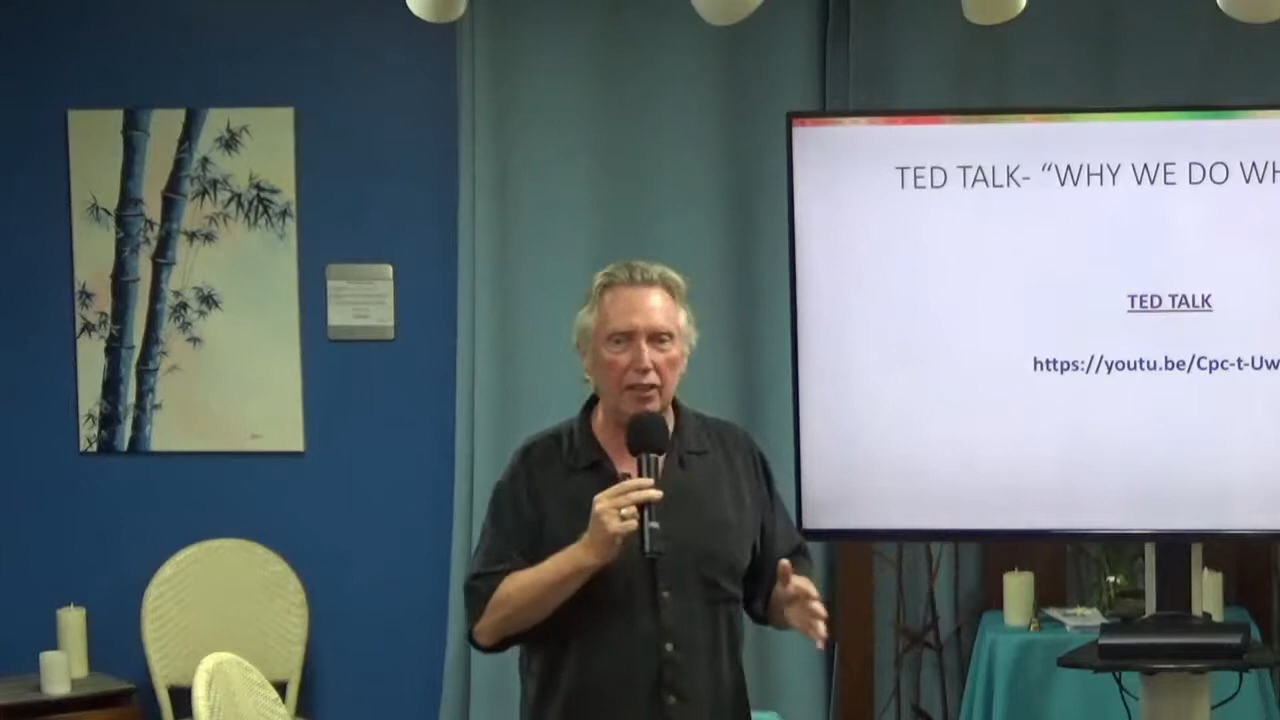 TED TALK- “WHY WE DO WH
TED TALK
https://youtu.be/Cpc-t-Uw